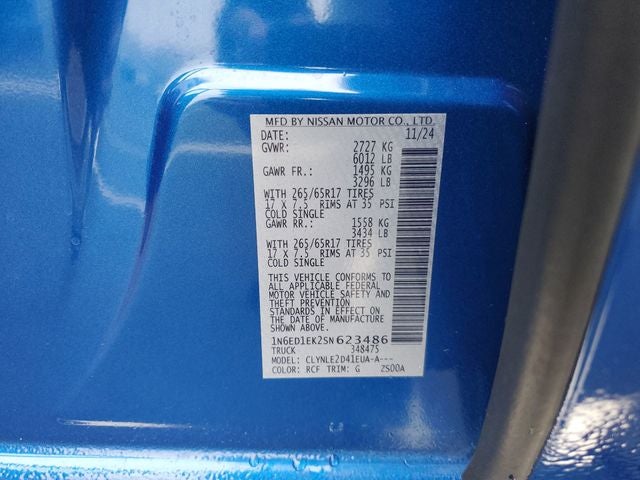 MFD BY NISSAN MOTOR CO., LTD.
DATE: 11/24
GVWR: 2727 KG
6012 LB
GAWR FR.: 1495 KG
3296 LB
WITH 265/65R17 TIRES
17 X 7.5 RIMS AT 35 PSI
COLD SINGLE
GAWR RR.: 1558 KG
3434 LB
WITH 265/65R17 TIRES
17 X 7.5 RIMS AT 35 PSI
COLD SINGLE
THIS VEHICLE CONFORMS TO
ALL APPLICABLE FEDERAL
MOTOR VEHICLE SAFETY AND
THEFT PREVENTION
STANDARDS IN EFFECT ON
THE DATE OF MANUFACTURE
SHOWN ABOVE.
1N6ED1EK2SN623486
TRUCK 348475
MODEL: CLYNLE2D41EUA-A---
COLOR: RCF TRIM: G ZS00A